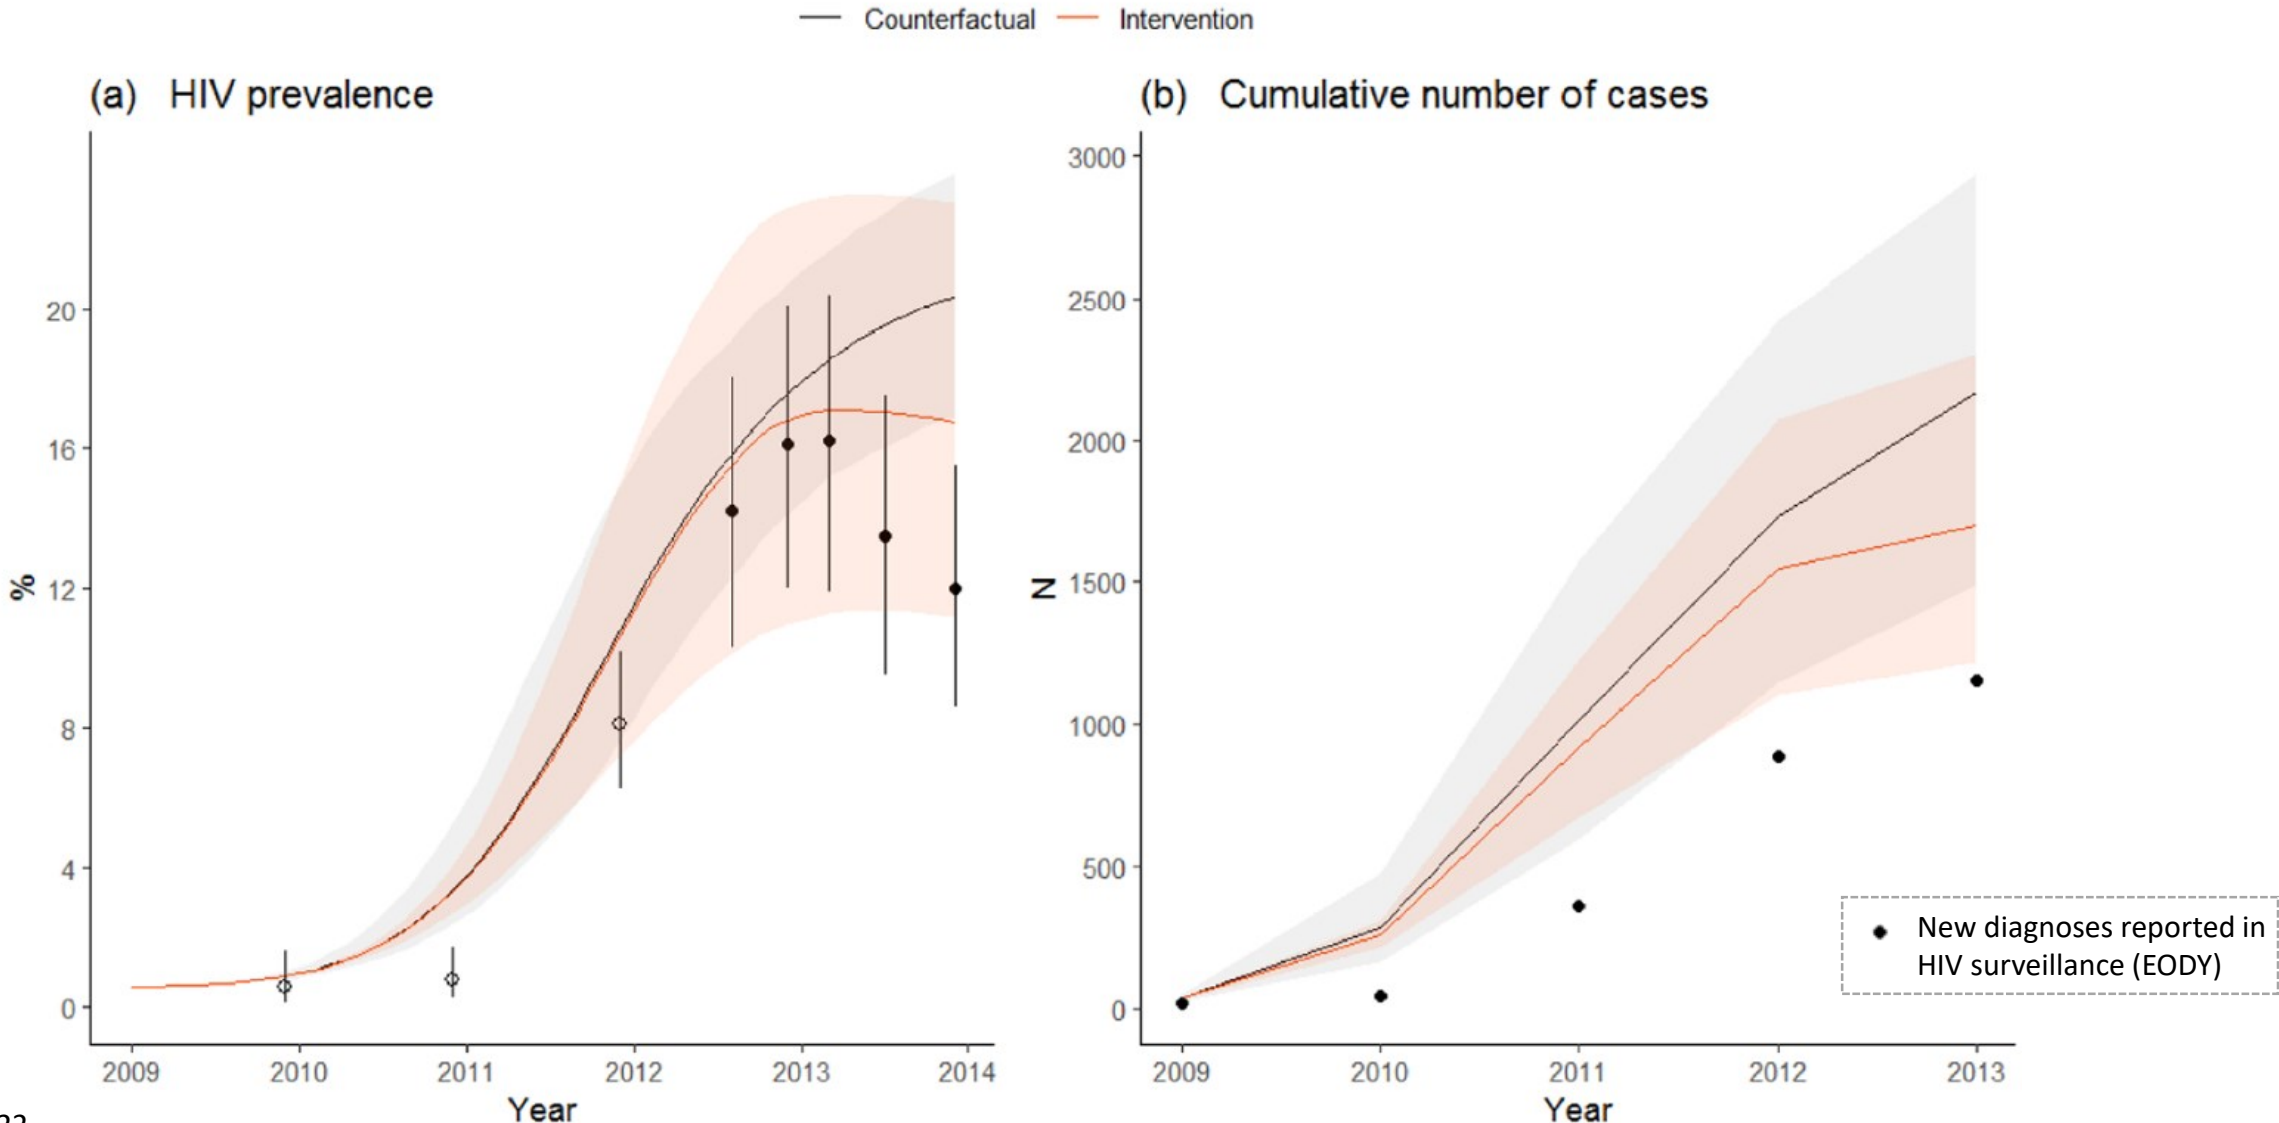 Counterfactual Intervention
(a) HIV prevalence
%
20
16
12
8
4
0
2009 2010 2011 2012 2013 2014
Year
(b) Cumulative number of cases
N
3000
2500
2000
1500
1000
500
0
2009 2010 2011 2012 2013
Year
New diagnoses reported in
HIV surveillance (EODY)